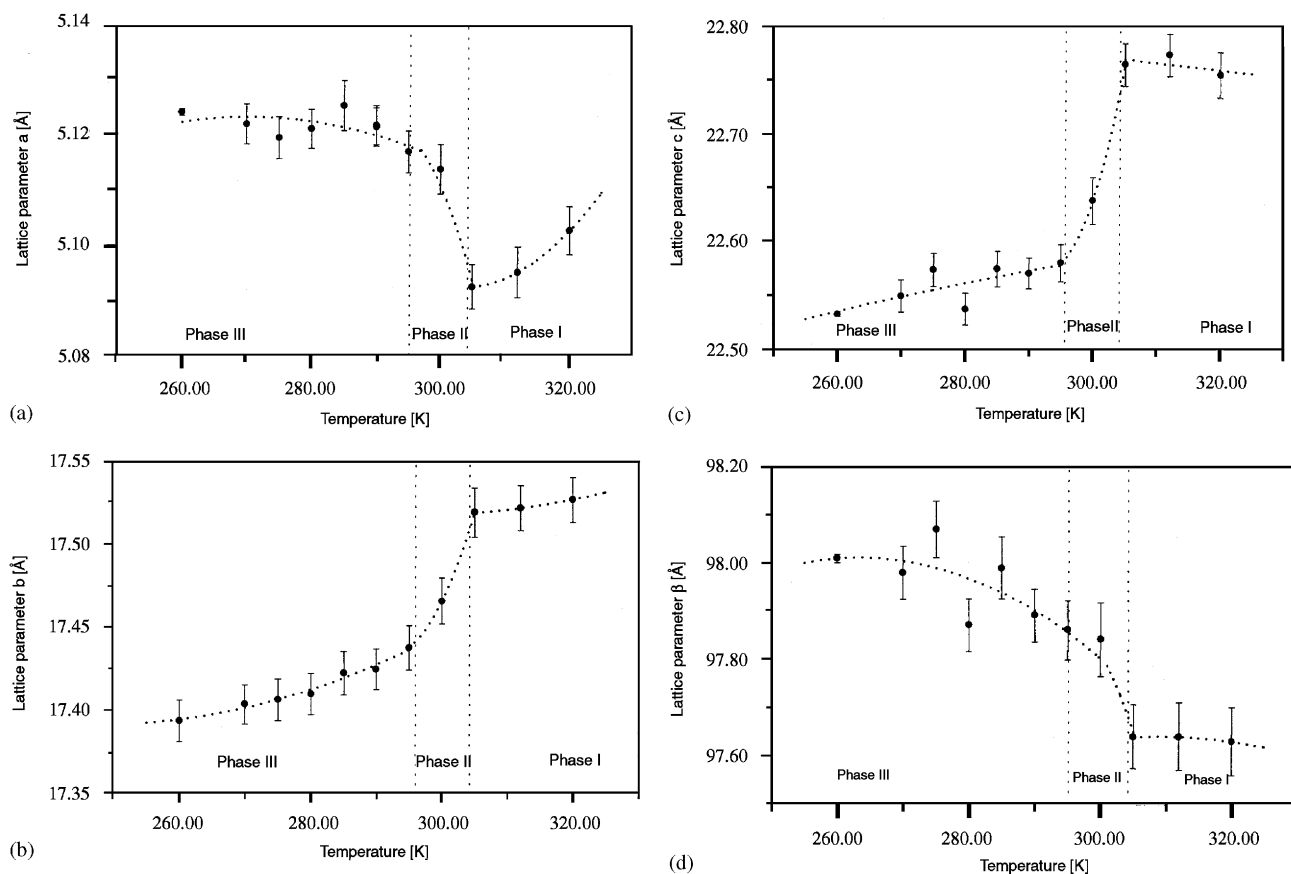 5.14
5.12
5.10
5.08
Lattice parameter a [Å]
Phase III
Phase II
Phase I
260.00
280.00
300.00
320.00
Temperature [K]
(a)
22.80
22.70
22.60
22.50
Lattice parameter c [Å]
Phase III
PhaseII
Phase I
260.00
280.00
300.00
320.00
Temperature [K]
(c)
17.55
17.50
17.45
17.40
17.35
Lattice parameter b [Å]
Phase III
Phase II
Phase I
260.00
280.00
300.00
320.00
Temperature [K]
(b)
98.20
98.00
97.80
97.60
Lattice parameter β [Å]
Phase III
Phase II
Phase I
260.00
280.00
300.00
320.00
Temperature [K]
(d)